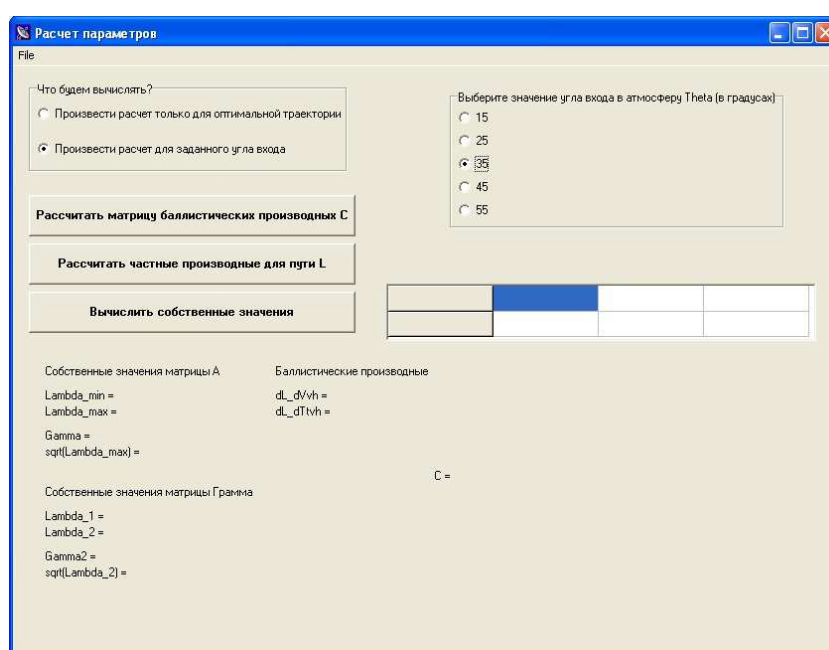 Расчет параметров
File
Что будем вычислять?
Произвести расчет только для оптимальной траектории
Произвести расчет для заданного угла входа
Выберите значение угла входа в атмосферу Theta (в градусах)
15
25
35
45
55
Рассчитать матрицу баллистических производных C
Рассчитать частные производные для пути L
Вычислить собственные значения
Собственные значения матрицы A
Lambda_min =
Lambda_max =
Gamma =
sqrt(Lambda_max) =
Баллистические производные
dL_dVvh =
dL_dTtvh =
C =
Собственные значения матрицы Грамма
Lambda_1 =
Lambda_2 =
Gamma2 =
sqrt(Lambda_2) =